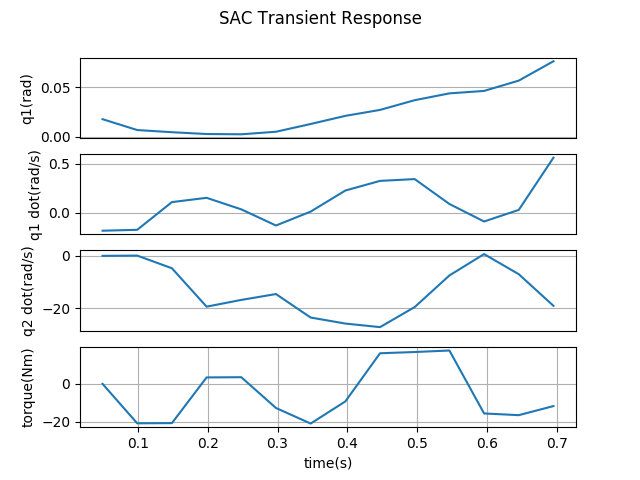 SAC Transient Response
q1(rad)
0.05
0.00
q1 dot(rad/s)
0.5
0.0
q2 dot(rad/s)
0
−20
torque(Nm)
0
−20
0.1 0.2 0.3 0.4 0.5 0.6 0.7
time(s)